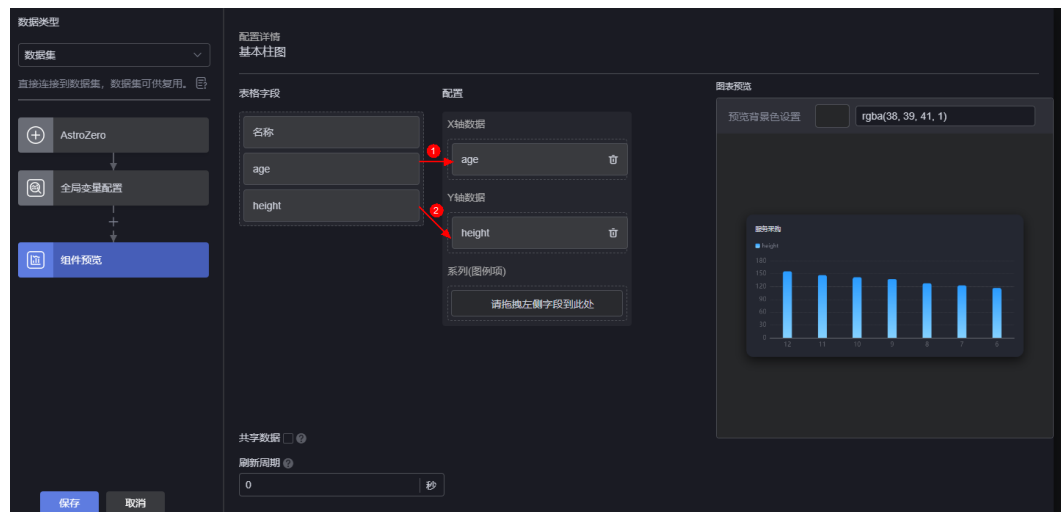 数据类型
数据集
直接连接到数据集，数据集可供复用。
AstroZero
全局变量配置
组件预览
保存
取消
配置详情
基本柱图
表格字段
名称
age
height
配置
X轴数据
1
age
Y轴数据
2
height
系列(图例项)
请拖拽左侧字段到此处
共享数据
刷新周期
0
秒
图表预览
预览背景色设置
rgba(38, 39, 41, 1)
服务采购
height
180
150
120
90
60
30
0
12 11 10 9 8 7 6